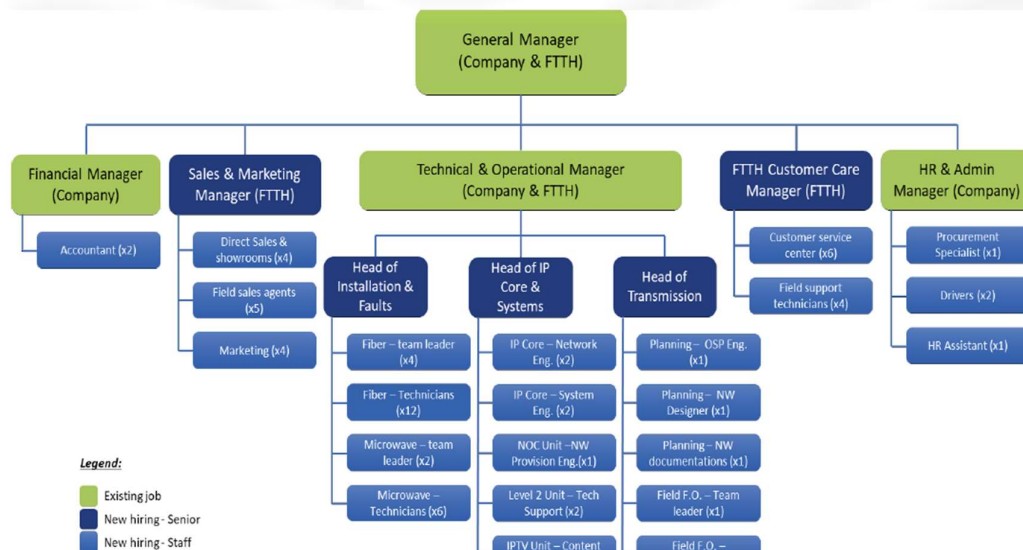 General Manager
(Company & FTTH)
Financial Manager
(Company)
Accountant (x2)
Sales & Marketing
Manager (FTTH)
Direct Sales &
showrooms (x4)
Field sales agents
(x5)
Marketing (x4)
Technical & Operational Manager
(Company & FTTH)
Head of
Installation &
Faults
Fiber – team leader
(x4)
Fiber – Technicians
(x12)
Microwave – team
leader (x2)
Microwave –
Technicians (x6)
Head of IP
Core &
Systems
IP Core – Network
Eng. (x2)
IP Core – System
Eng. (x2)
NOC Unit –NW
Provision Eng.(x1)
Level 2 Unit – Tech
Support (x2)
IPTV Unit – Content
Head of
Transmission
Planning – OSP Eng.
(x1)
Planning – NW
Designer (x1)
Planning – NW
documentations (x1)
Field F.O. – Team
leader (x1)
Field F.O. –
FTTH Customer Care
Manager (FTTH)
Customer service
center (x6)
Field support
technicians (x4)
HR & Admin
Manager (Company)
Procurement
Specialist (x1)
Drivers (x2)
HR Assistant (x1)
Legend:
Existing job
New hiring - Senior
New hiring - Staff